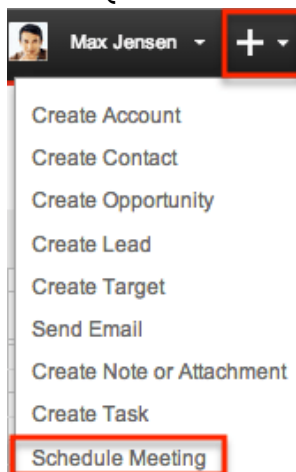 Max Jensen
Create Account
Create Contact
Create Opportunity
Create Lead
Create Target
Send Email
Create Note or Attachment
Create Task
Schedule Meeting